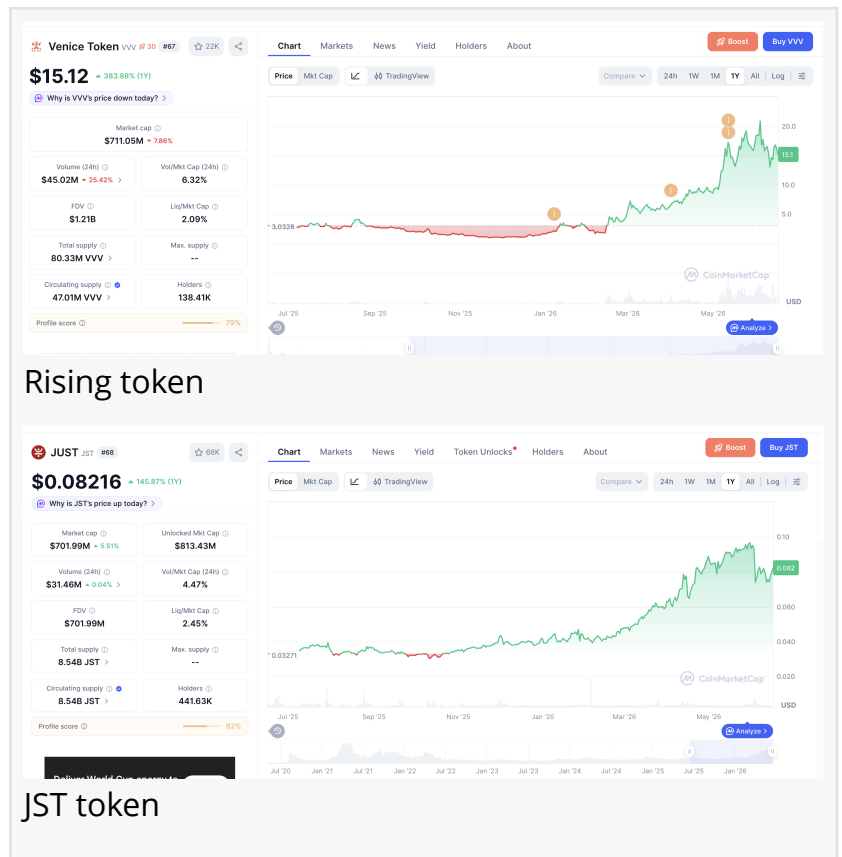 Venice Token VVV 30 #67 22K
Chart Markets News Yield Holders About
Boost Buy VVV
$15.12 383.88% (1Y)
Price Mkt Cap TradingView Compare 24h 1W 1M 1Y All Log
Why is VVV's price down today?
Market cap
$711.05M 7.86%
Volume (24h) Vol/Mkt Cap (24h)
$45.02M 25.42% 6.32%
FDV Liq/Mkt Cap
$1.21B 2.09%
Total supply Max. supply
80.33M VVV --
Circulating supply Holders
47.01M VVV 138.41K
Profile score 79%
20.0
15.1
10.0
5.0
3.0328
CoinMarketCap
USD
Jul '25 Sep '25 Nov '25 Jan '26 Mar '26 May '26
Analyze
Rising token
JUST JST #68 66K
Chart Markets News Yield Token Unlocks Holders About
Boost Buy JST
$0.08216 145.87% (1Y)
Price Mkt Cap TradingView Compare 24h 1W 1M 1Y All Log
Why is JST's price up today?
Market cap Unlocked Mkt Cap
$701.99M 5.51% $813.43M
Volume (24h) Vol/Mkt Cap (24h)
$31.46M 0.04% 4.47%
FDV Liq/Mkt Cap
$701.99M 2.45%
Total supply Max. supply
8.54B JST --
Circulating supply Holders
8.54B JST 441.63K
Profile score 62%
0.10
0.082
0.060
0.040
0.03271
0.020
CoinMarketCap
USD
Jul '25 Sep '25 Nov '25 Jan '26 Mar '26 May '26
Analyze
Jul '20 Jan '21 Jul '21 Jan '22 Jul '22 Jan '23 Jul '23 Jan '24 Jul '24 Jan '25 Jul '25 Jan '26
Deliver World Cup energy to
JST token